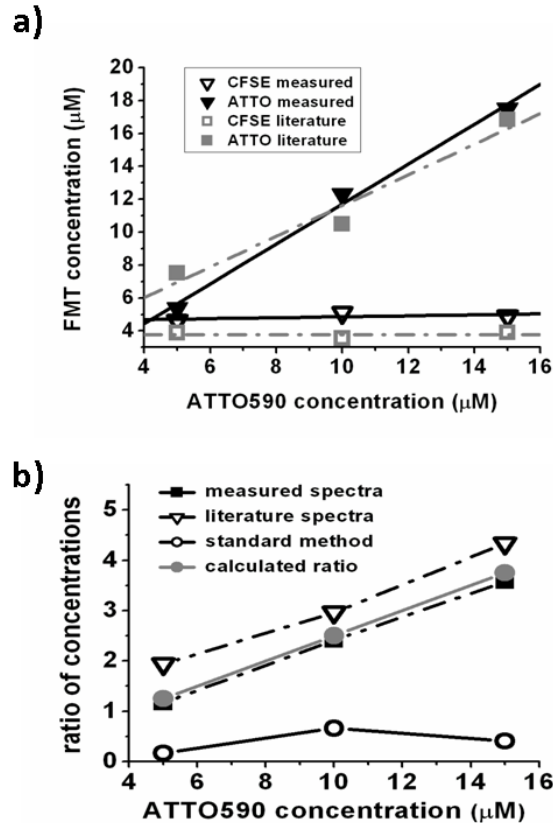 a)
20
18
16
14
12
10
8
6
4
FMT concentration (μM)
CFSE measured
ATTO measured
CFSE literature
ATTO literature
4 6 8 10 12 14 16
ATTO590 concentration (μM)
b)
5
4
3
2
1
0
ratio of concentrations
measured spectra
literature spectra
standard method
calculated ratio
4 6 8 10 12 14 16
ATTO590 concentration (μM)